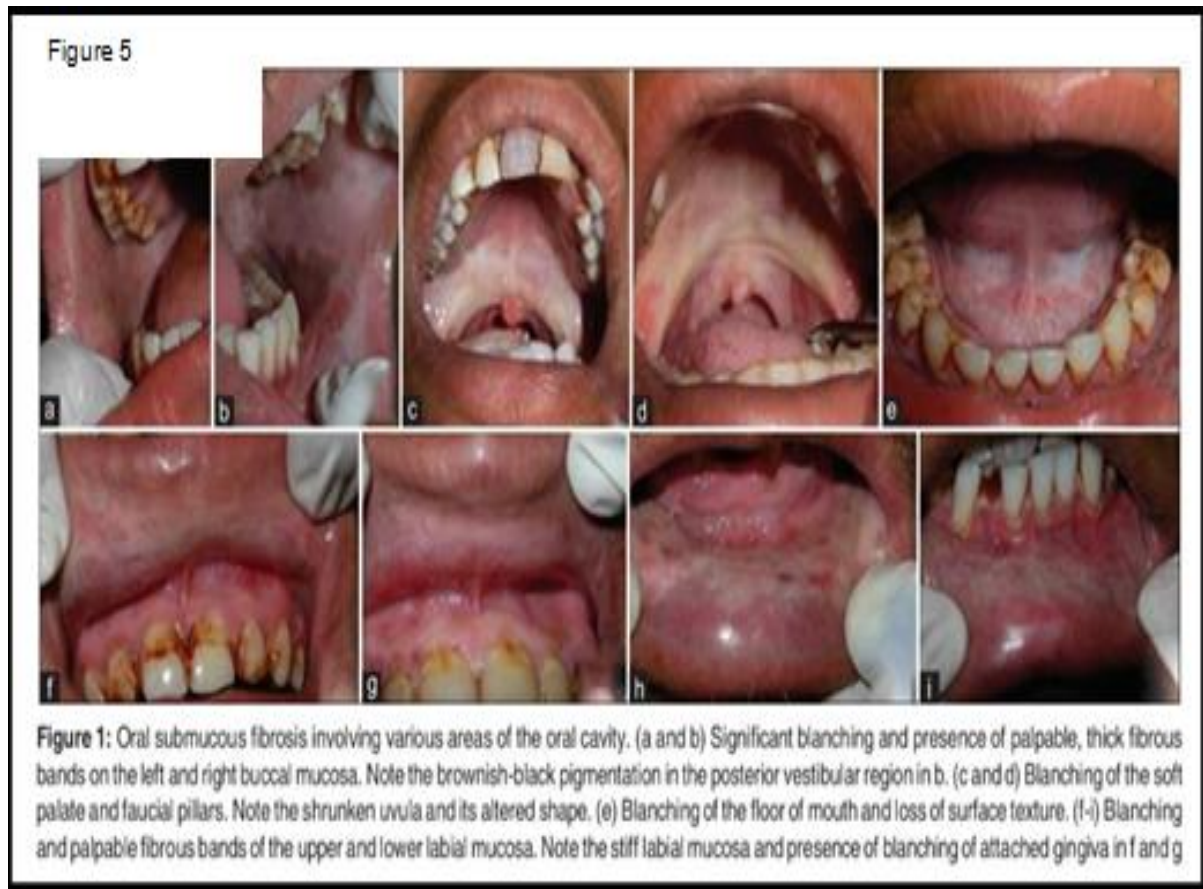 Figure 5
a
b
c
d
e
f
g
h
i
Figure 1: Oral submucous fibrosis involving various areas of the oral cavity. (a and b) Significant blanching and presence of palpable, thick fibrous
bands on the left and right buccal mucosa. Note the brownish-black pigmentation in the posterior vestibular region in b. (c and d) Blanching of the soft
palate and faucial pillars. Note the shrunken uvula and its altered shape. (e) Blanching of the floor of mouth and loss of surface texture. (f-i) Blanching
and palpable fibrous bands of the upper and lower labial mucosa. Note the stiff labial mucosa and presence of blanching of attached gingiva in f and g